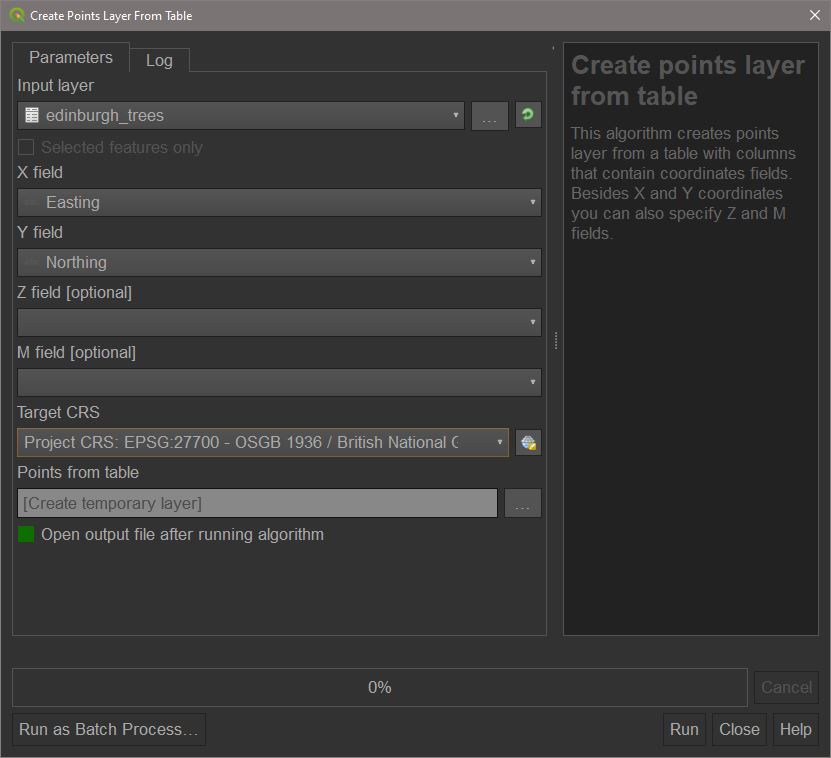 Create Points Layer From Table
Parameters
Log
Input layer
edinburgh_trees
...
Selected features only
X field
Easting
Y field
Northing
Z field [optional]
M field [optional]
Target CRS
Project CRS: EPSG:27700 - OSGB 1936 / British National G
Points from table
[Create temporary layer]
...
Open output file after running algorithm
Create points layer
from table
This algorithm creates points
layer from a table with columns
that contain coordinates fields.
Besides X and Y coordinates
you can also specify Z and M
fields.
0%
Cancel
Run as Batch Process...
Run
Close
Help